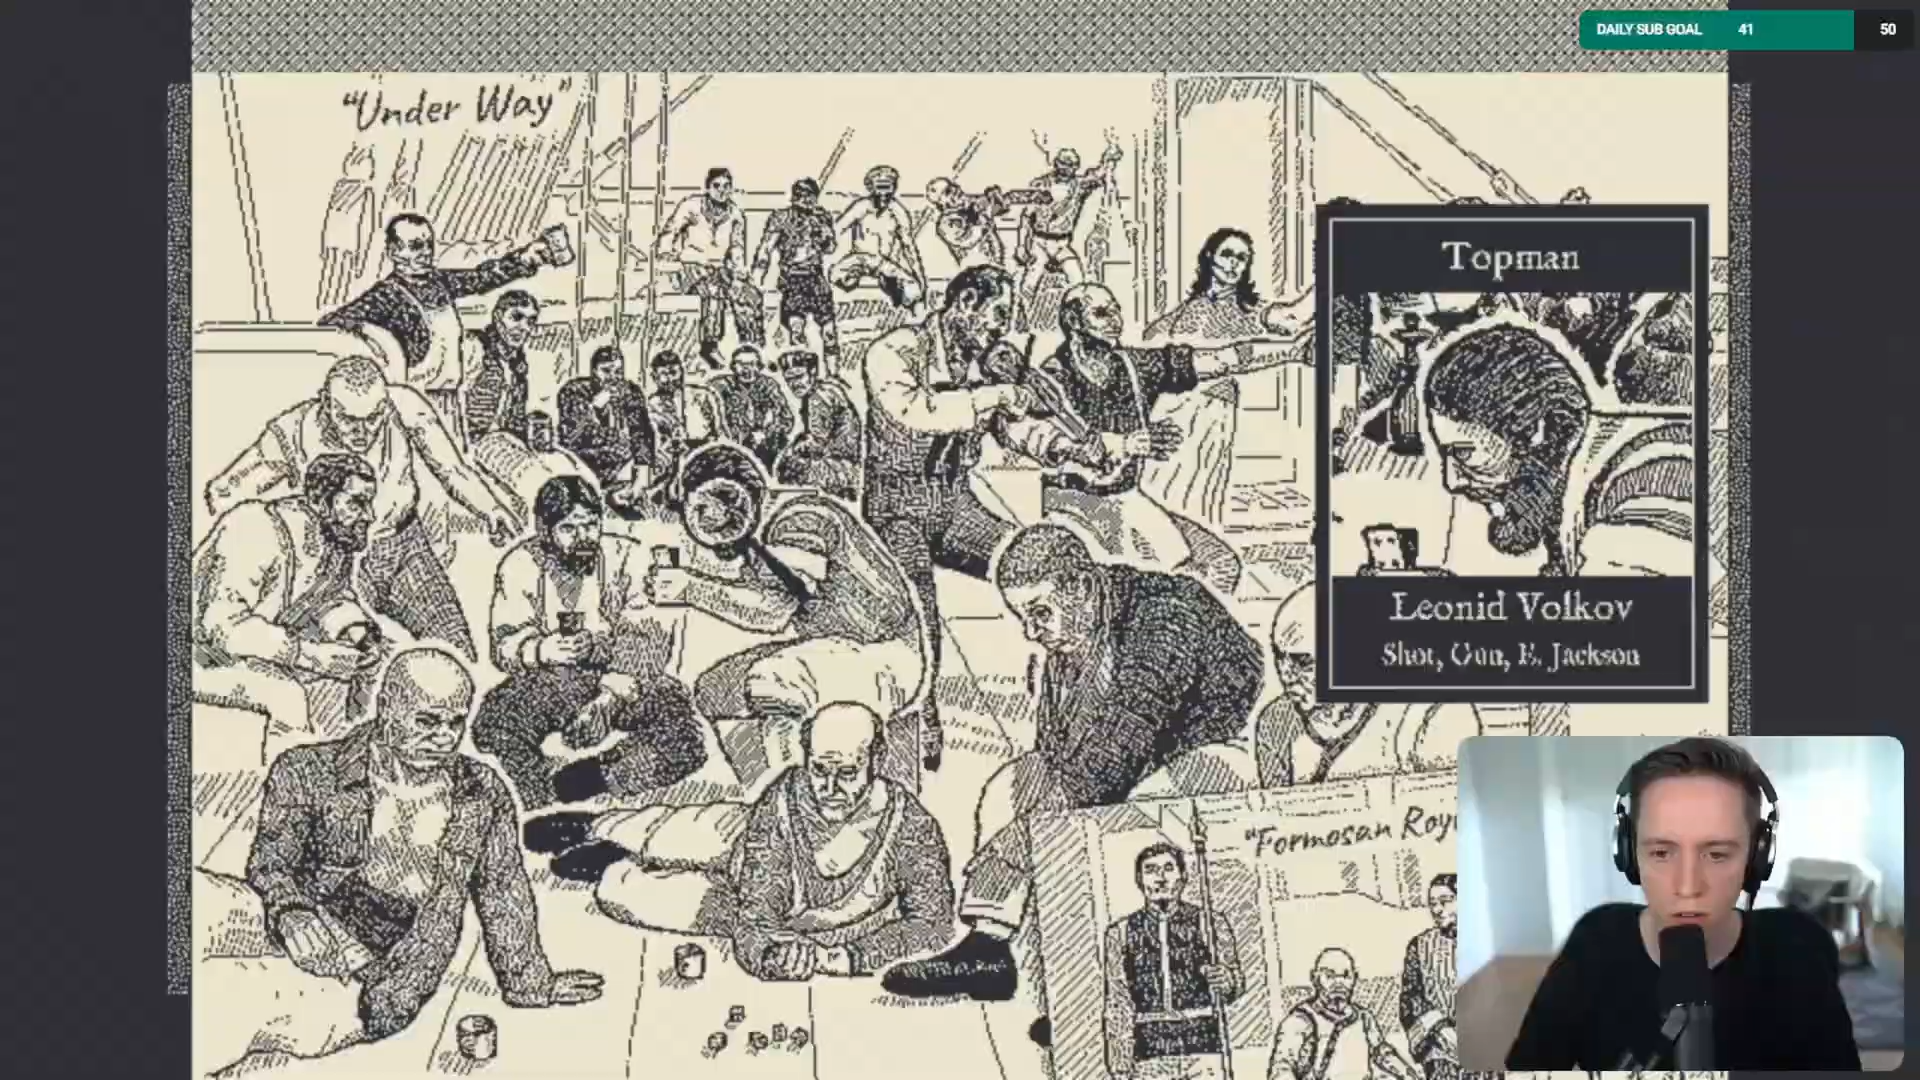 DAILY SUB GOAL 41 50
"Under Way"
Topman
Leonid Volkov
Shot, Gun, E. Jackson
"Formosan Roy